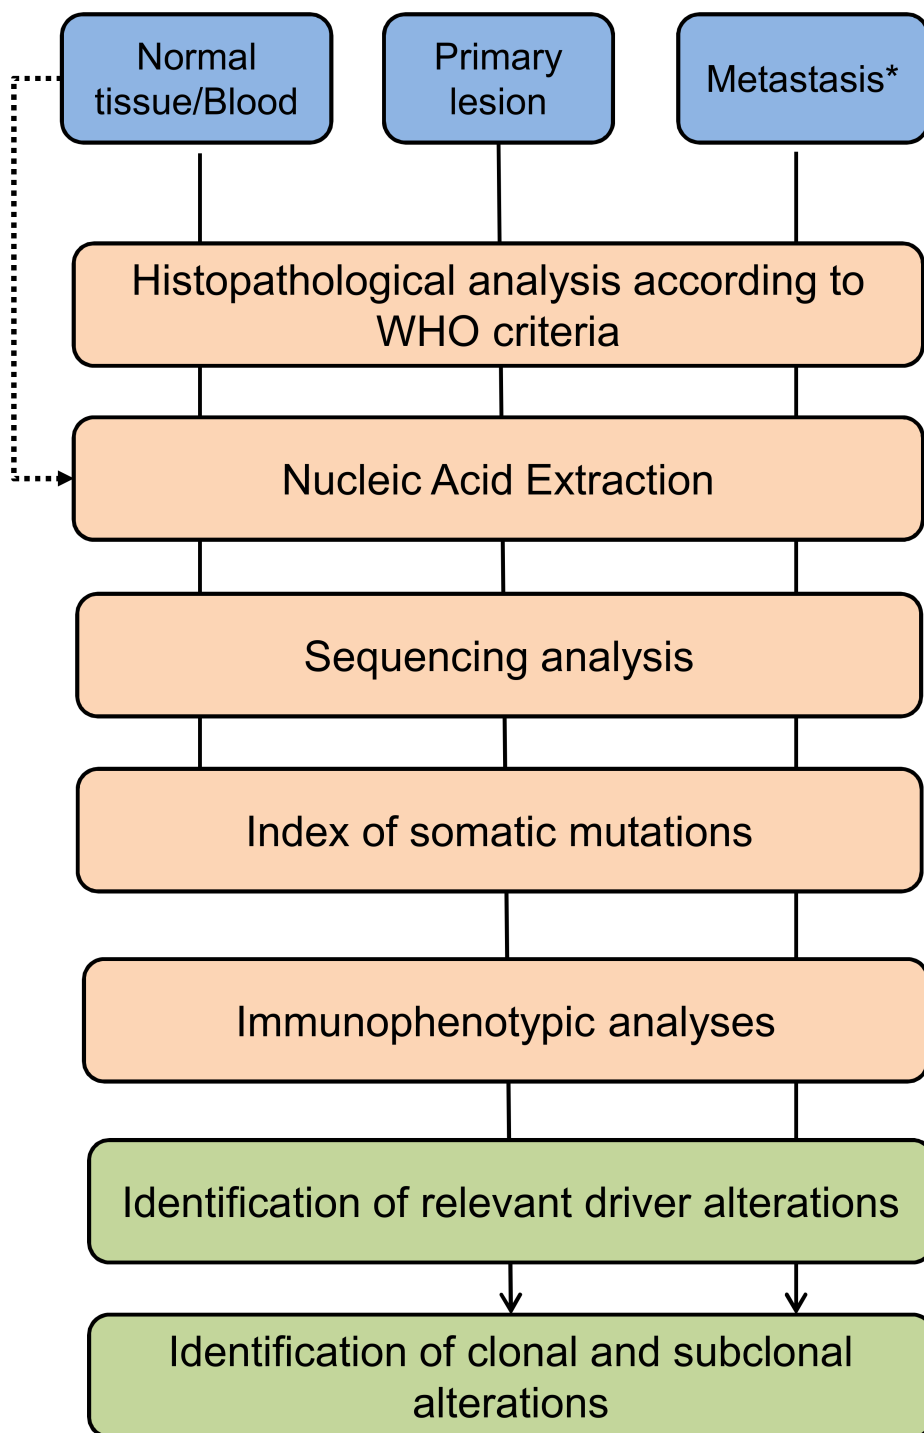 Normal
tissue/Blood
Primary
lesion
Metastasis*
Histopathological analysis according to
WHO criteria
Nucleic Acid Extraction
Sequencing analysis
Index of somatic mutations
Immunophenotypic analyses
Identification of relevant driver alterations
Identification of clonal and subclonal
alterations